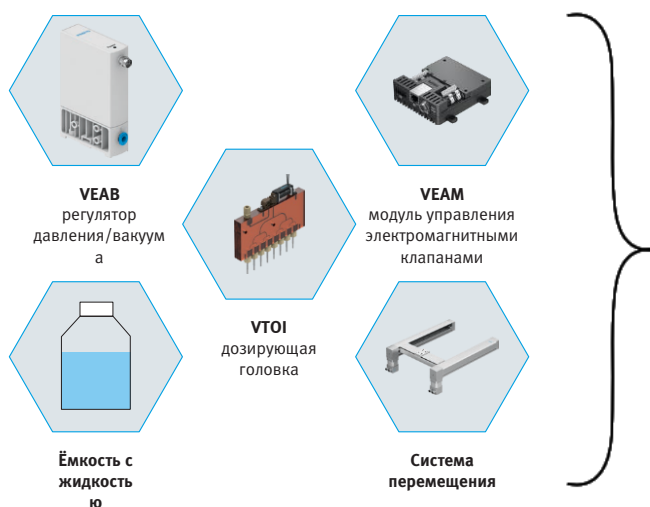 VEAB
регулятор
давления/вакуум
а
VEAM
модуль управления
электромагнитными
клапанами
VTOI
дозирующая
головка
Ёмкость с
жидкость
ю
Система
перемещения